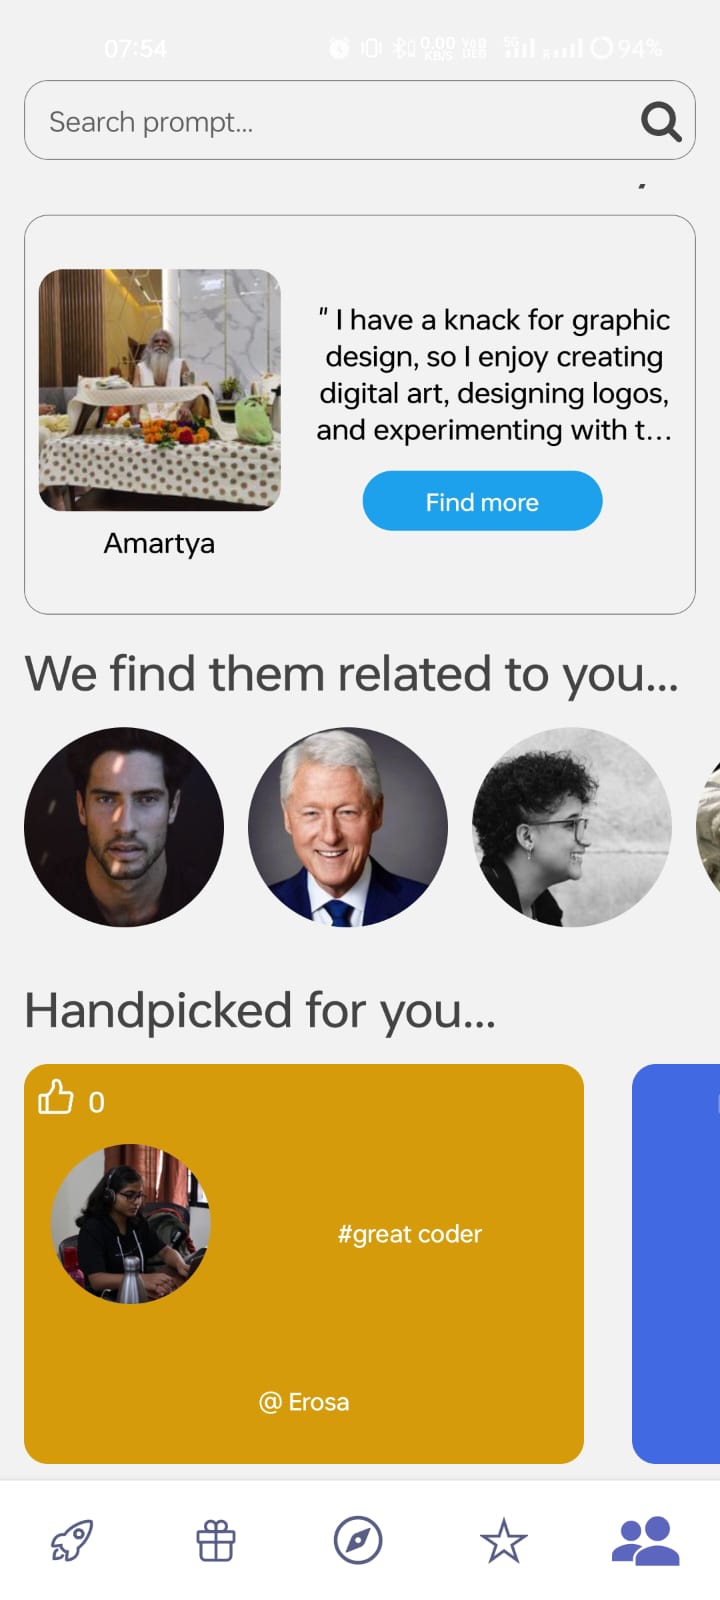 07:54 0.00 KB/S 5G R 94%
Search prompt...
" I have a knack for graphic
design, so I enjoy creating
digital art, designing logos,
and experimenting with t...
Find more
Amartya
We find them related to you...
Handpicked for you...
0
#great coder
@ Erosa